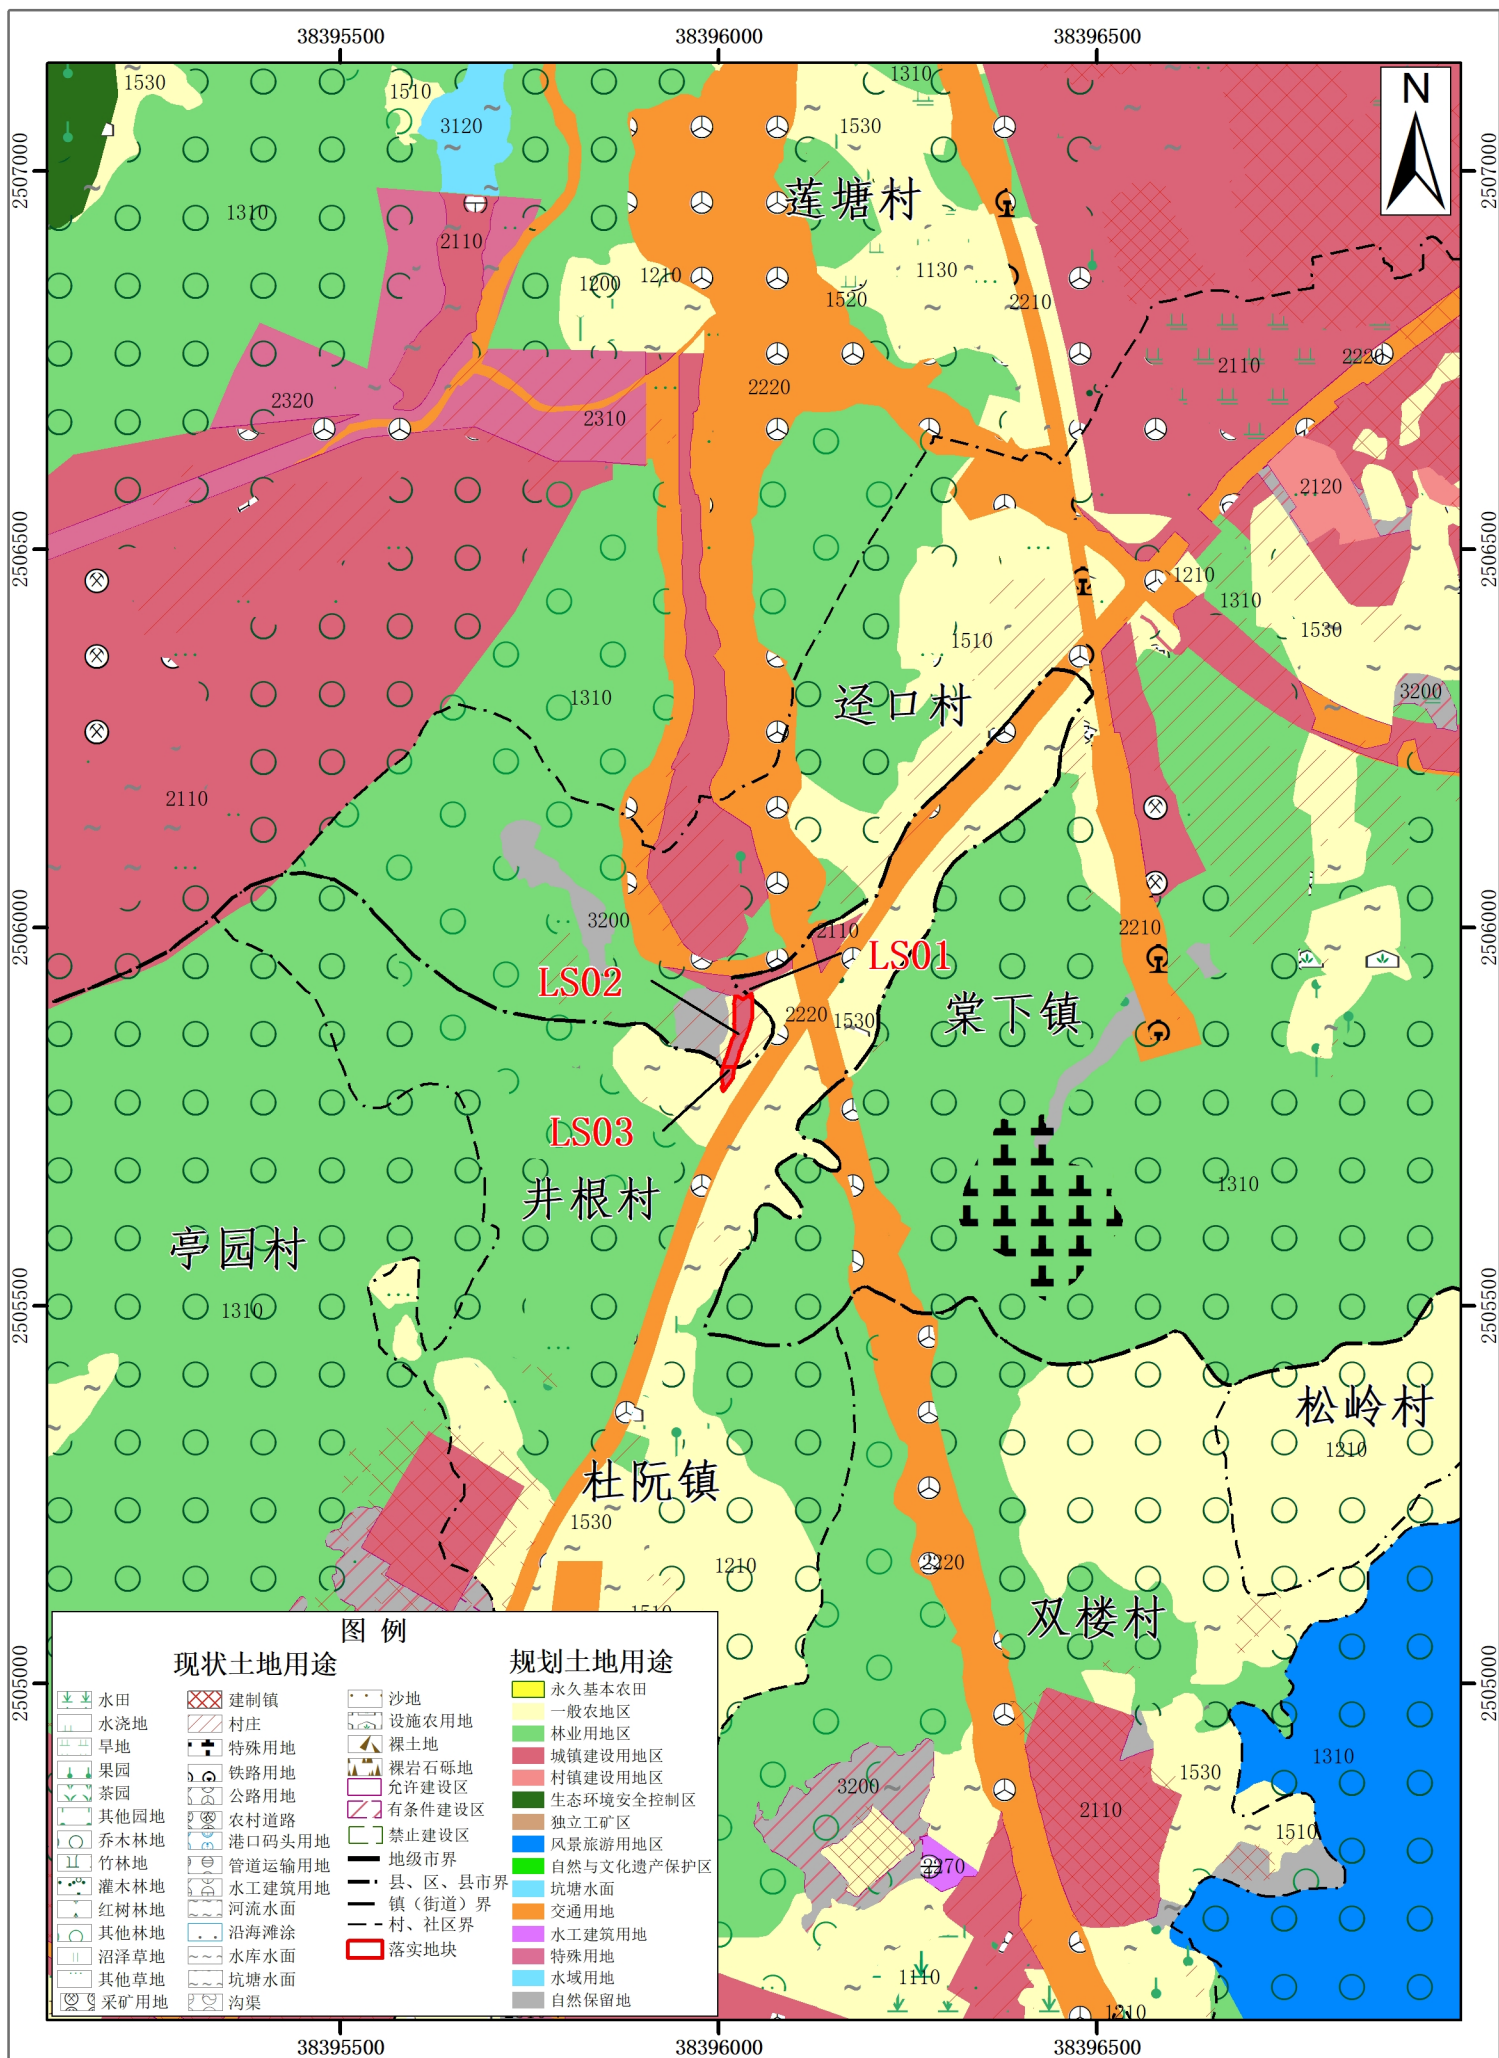 38395500 38396000 38396500
2507000
2506500
2506000
2505500
2505000
2507000
2506500
2506000
2505500
2505000
N
1530
1510
3120
1310
1530
莲塘村
1310
2110
1200
1210
1520
1130
2210
2320
2310
2220
2110
2220
2120
1210
1310
1530
1510
3200
1310
迳口村
2110
3200
2110
LS01
2210
LS02
2220
1530
棠下镇
LS03
井根村
1310
亭园村
1310
松岭村
1210
杜阮镇
1530
1210
2220
双楼村
1510
1310
1530
3200
2110
1510
2270
1110
1210
图 例
现状土地用途
规划土地用途
水田
水浇地
旱地
果园
茶园
其他园地
乔木林地
竹林地
灌木林地
红树林地
其他林地
沼泽草地
其他草地
采矿用地
建制镇
村庄
特殊用地
铁路用地
公路用地
农村道路
港口码头用地
管道运输用地
水工建筑用地
河流水面
沿海滩涂
水库水面
坑塘水面
沟渠
沙地
设施农用地
裸土地
裸岩石砾地
允许建设区
有条件建设区
禁止建设区
地级市界
县、区、县市界
镇（街道）界
村、社区界
落实地块
永久基本农田
一般农地区
林业用地区
城镇建设用地区
村镇建设用地区
生态环境安全控制区
独立工矿区
风景旅游用地区
自然与文化遗产保护区
坑塘水面
交通用地
水工建筑用地
特殊用地
水域用地
自然保留地
38395500 38396000 38396500